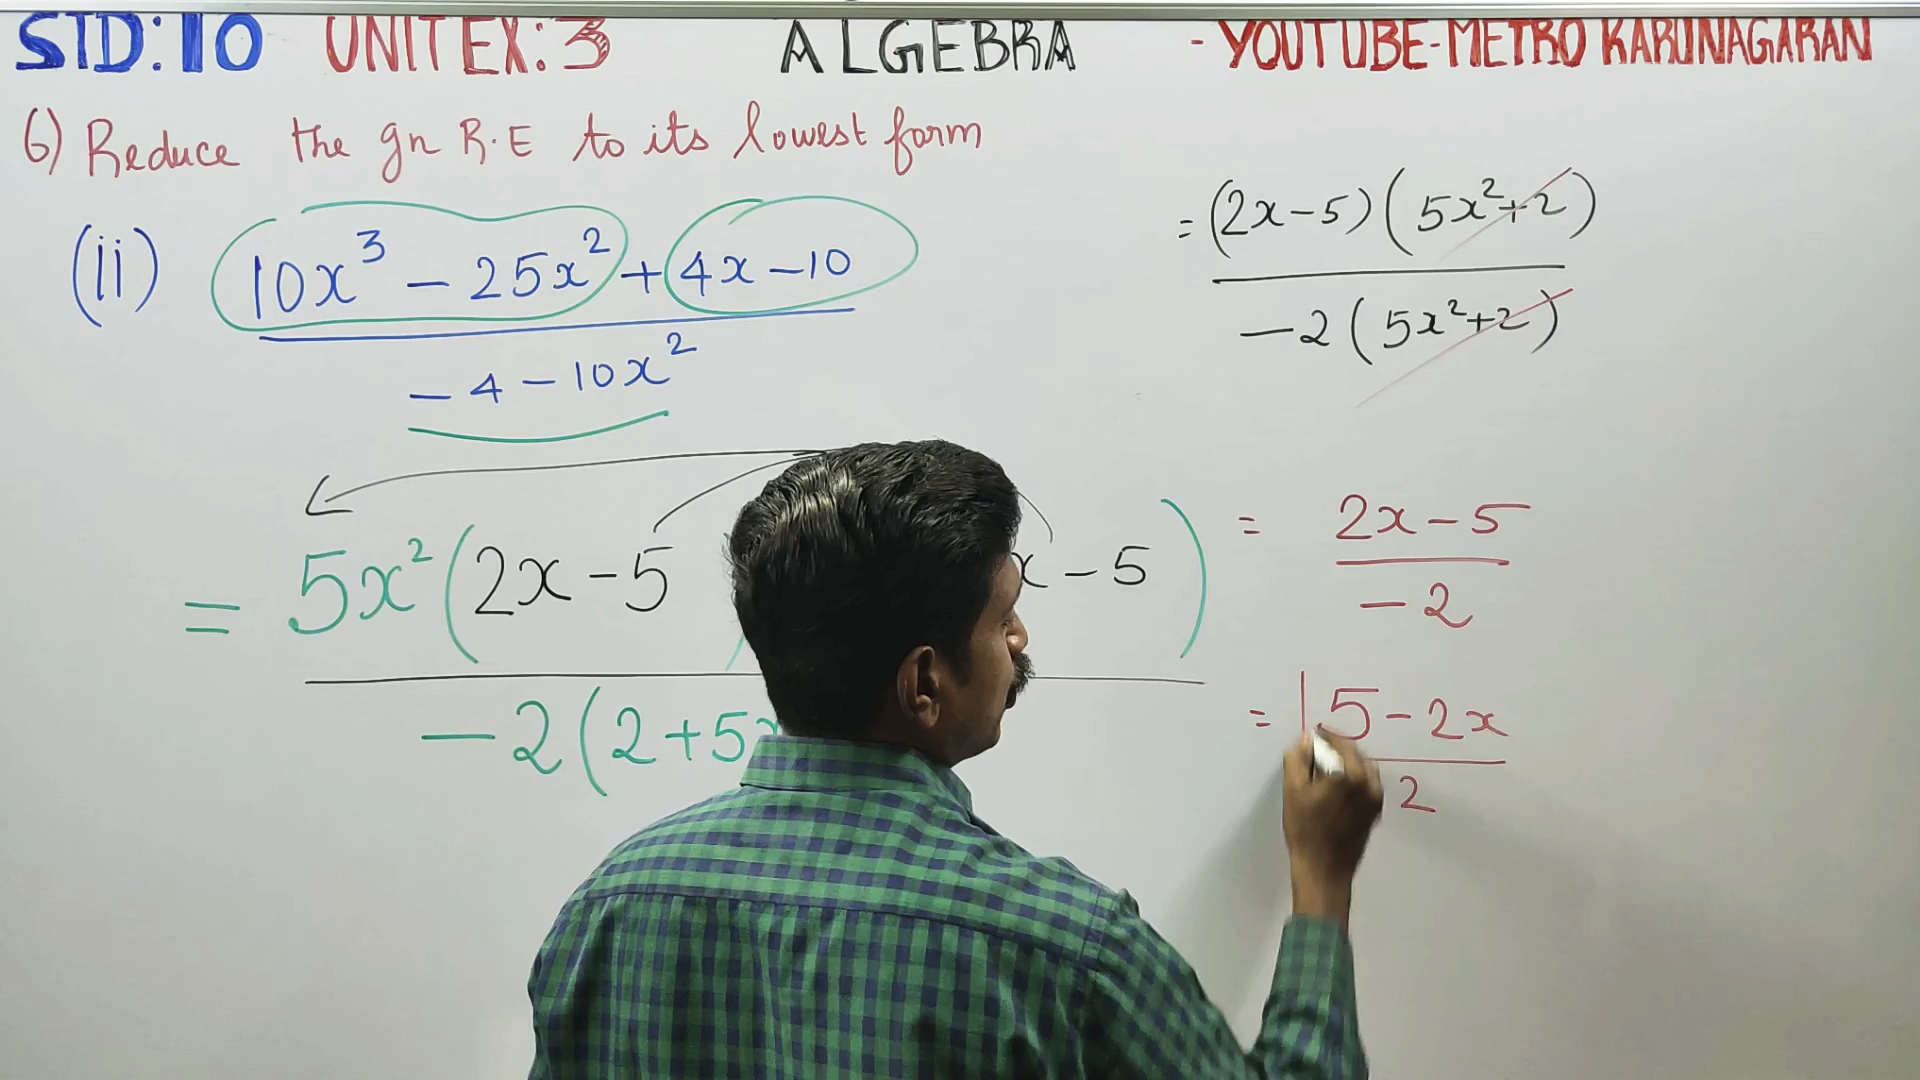 STD:10 UNIT EX:3 ALGEBRA - YOUTUBE-METRO KARUNAGARAN
6) Reduce the gn R.E to its lowest form
(ii) 10x³ - 25x² + 4x - 10
- 4 - 10x²
= 5x² (2x - 5 x - 5)
- 2 (2 + 5x
= (2x - 5) (5x² + 2)
- 2 (5x² + 2)
= 2x - 5
- 2
= 5 - 2x
2